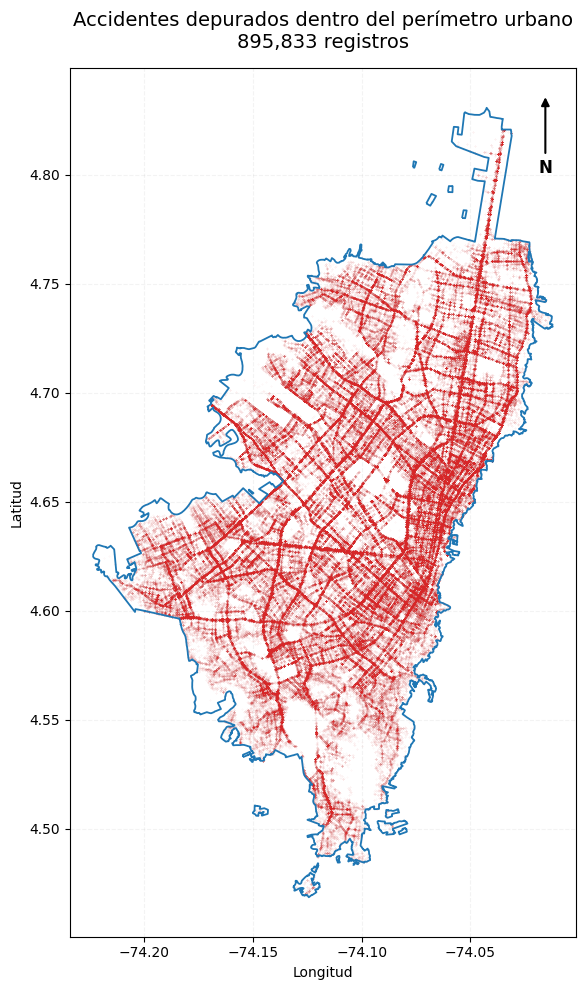 Accidentes depurados dentro del perímetro urbano
895,833 registros
N
4.80
4.75
4.70
4.65
4.60
4.55
4.50
Latitud
−74.20
−74.15
−74.10
−74.05
Longitud